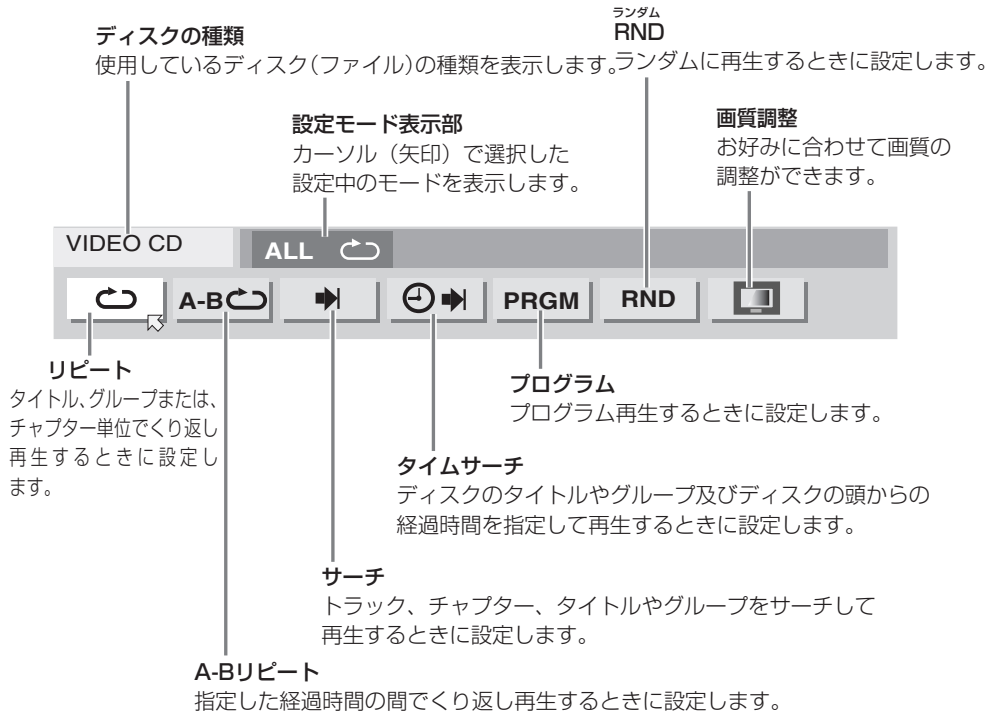 ディスクの種類
使用しているディスク(ファイル)の種類を表示します。
ランダム
RND
ランダムに再生するときに設定します。
設定モード表示部
カーソル（矢印）で選択した
設定中のモードを表示します。
画質調整
お好みに合わせて画質の
調整ができます。
VIDEO CD
ALL
A-B
PRGM
RND
リピート
タイトル、グループまたは、
チャプター単位でくり返し
再生するときに設定し
ます。
プログラム
プログラム再生するときに設定します。
タイムサーチ
ディスクのタイトルやグループ及びディスクの頭からの
経過時間を指定して再生するときに設定します。
サーチ
トラック、チャプター、タイトルやグループをサーチして
再生するときに設定します。
A-Bリピート
指定した経過時間の間でくり返し再生するときに設定します。